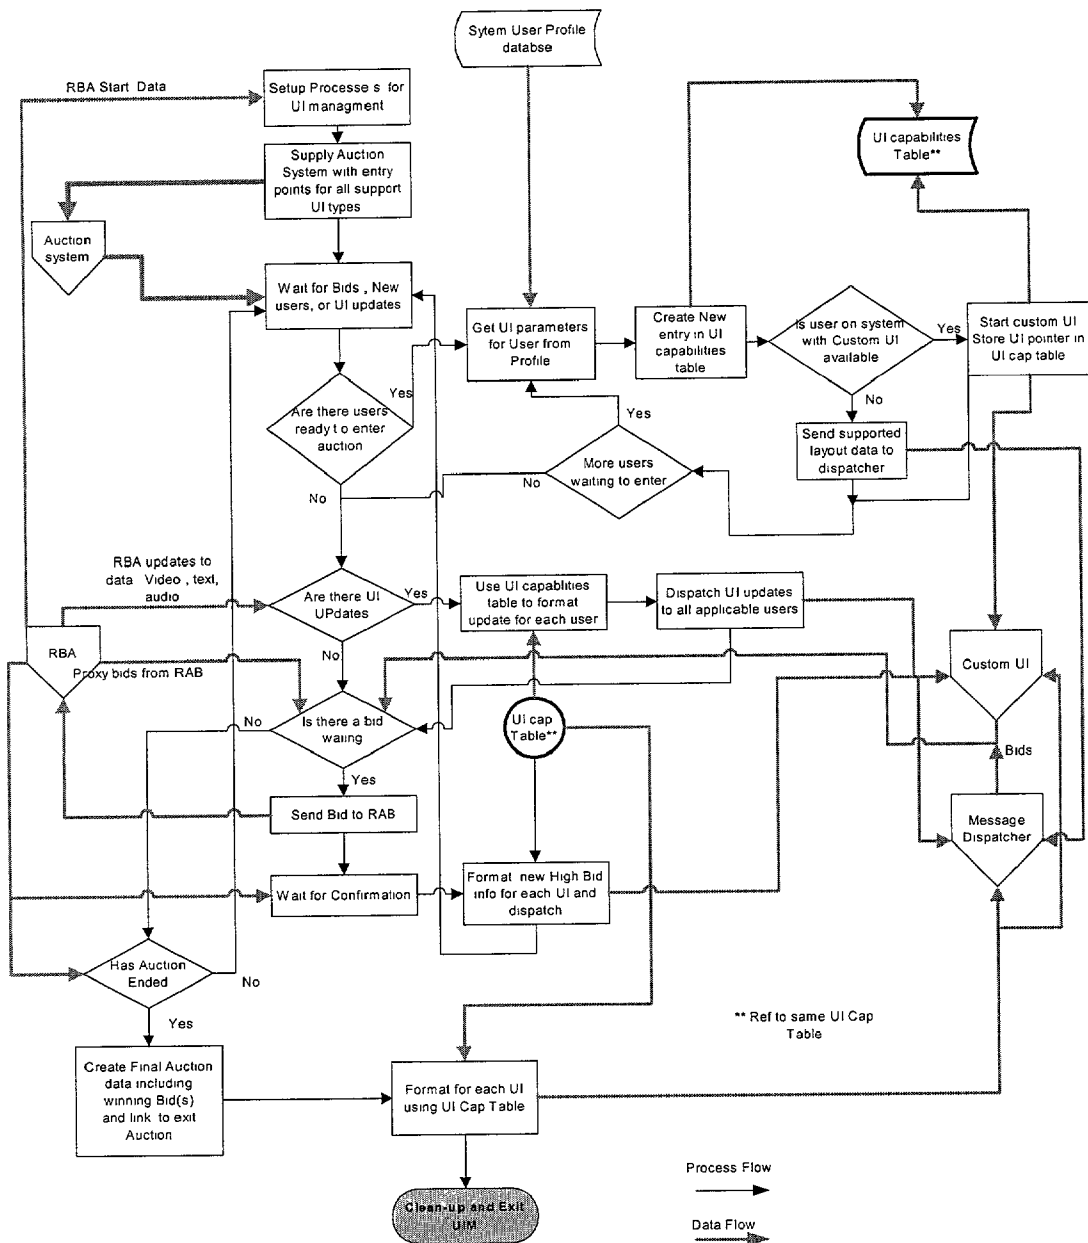 Sytem User Profile
databse
RBA Start Data
Setup Processe s for
UI managment
UI capabilities
Table**
Supply Auction
System with entry
points for all support
UI types
Auction
system
Wait for Bids , New
users, or UI updates
Get UI parameters
for User from
Profile
Create New
entry in UI
capabilities
table
Is user on system
with Custom UI
available
Yes
Start custom UI
Store UI pointer in
UI cap table
Yes
No
Are there users
ready t o enter
auction
Yes
Send supported
layout data to
dispatcher
More users
waiting to enter
No
No
RBA updates to
data Video , text,
audio
Are there UI
UPdates
Yes
Use UI capablities
table to format
update for each user
Dispatch UI updates
to all applicable users
RBA
No
Proxy bids from RAB
Custom UI
No
Is there a bid
waiing
UI cap
Table**
Bids
Yes
Send Bid to RAB
Message
Dispatcher
Wait for Confirmation
Format new High Bid
info for each UI and
dispatch
Has Auction
Ended
No
Yes
** Ref to same UI Cap
Table
Create Final Auction
data including
winning Bid(s)
and link to exit
Auction
Format for each UI
using UI Cap Table
Process Flow
Clean-up and Exit
UIM
Data Flow